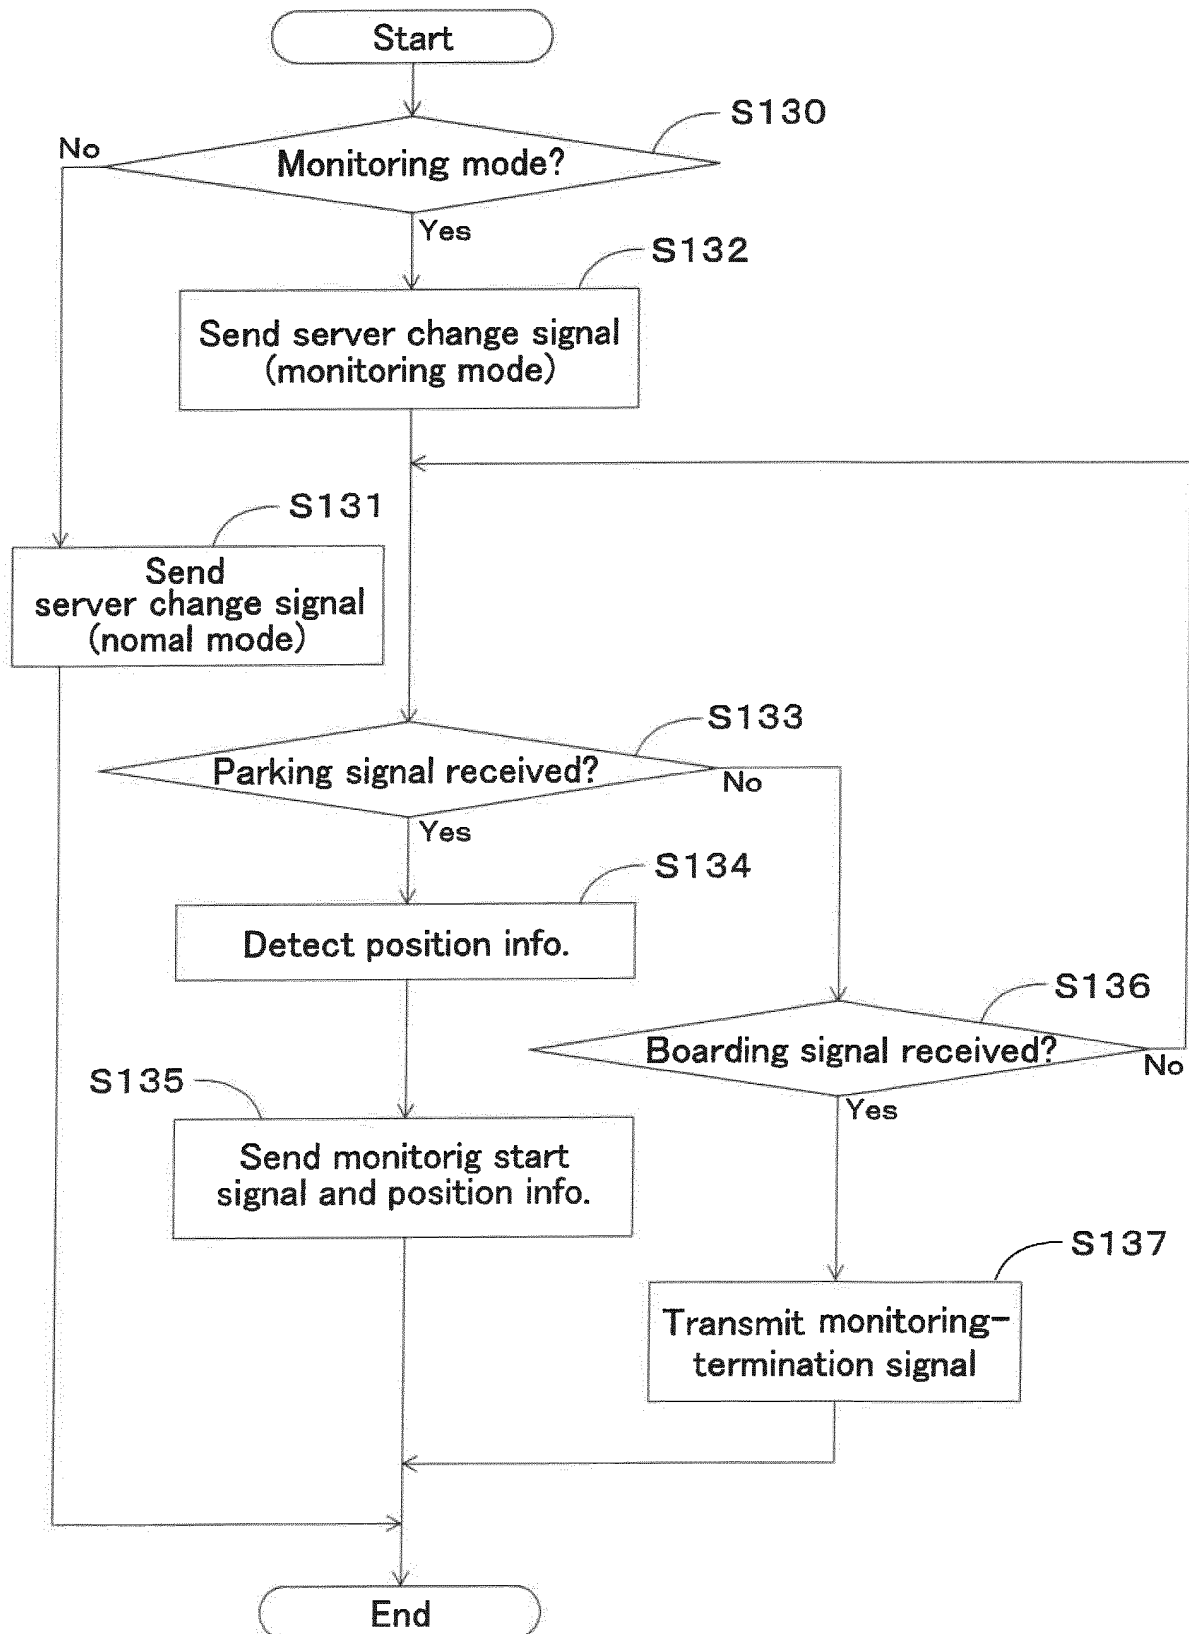 Start
S130
No
Monitoring mode?
Yes
S132
Send server change signal
(monitoring mode)
S131
Send
server change signal
(nomal mode)
S133
Parking signal received?
No
Yes
S134
Detect position info.
S136
Boarding signal received?
No
S135
Yes
Send monitorig start
signal and position info.
S137
Transmit monitoring-
termination signal
End